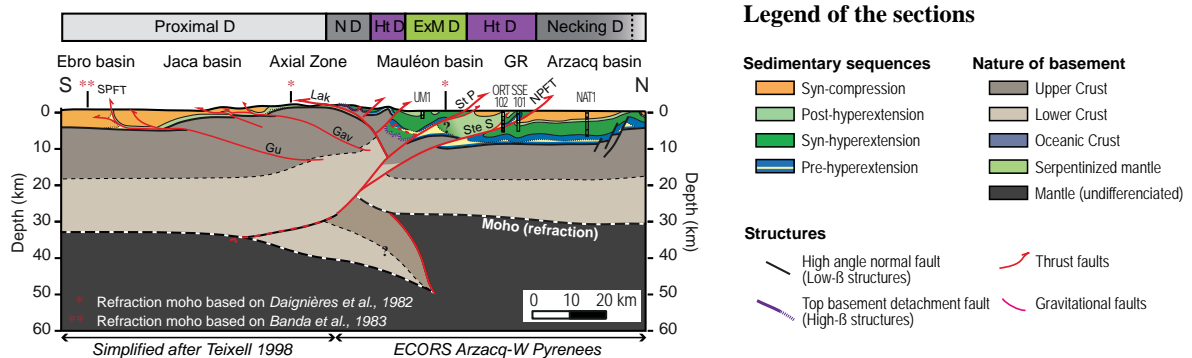 Proximal D N D Ht D ExM D Ht D Necking D
Ebro basin Jaca basin Axial Zone Mauléon basin GR Arzacq basin
S ** SPFT * Lak UM1 * St P ORT 102 SSE 101 NPFT NAT1 N
Gu Gav Ste S ?
0 10 20 30 40 50 60
Depth (km)
0 10 20 30 40 50 60
Depth (km)
Moho (refraction)
?
?
* Refraction moho based on Daignières et al., 1982
** Refraction moho based on Banda et al., 1983
0 10 20 km
Simplified after Teixell 1998 ECORS Arzacq-W Pyrenees
Legend of the sections
Sedimentary sequences
Syn-compression
Post-hyperextension
Syn-hyperextension
Pre-hyperextension
Nature of basement
Upper Crust
Lower Crust
Oceanic Crust
Serpentinized mantle
Mantle (undifferenciated)
Structures
High angle normal fault
(Low-ß structures)
Top basement detachment fault
(High-ß structures)
Thrust faults
Gravitational faults